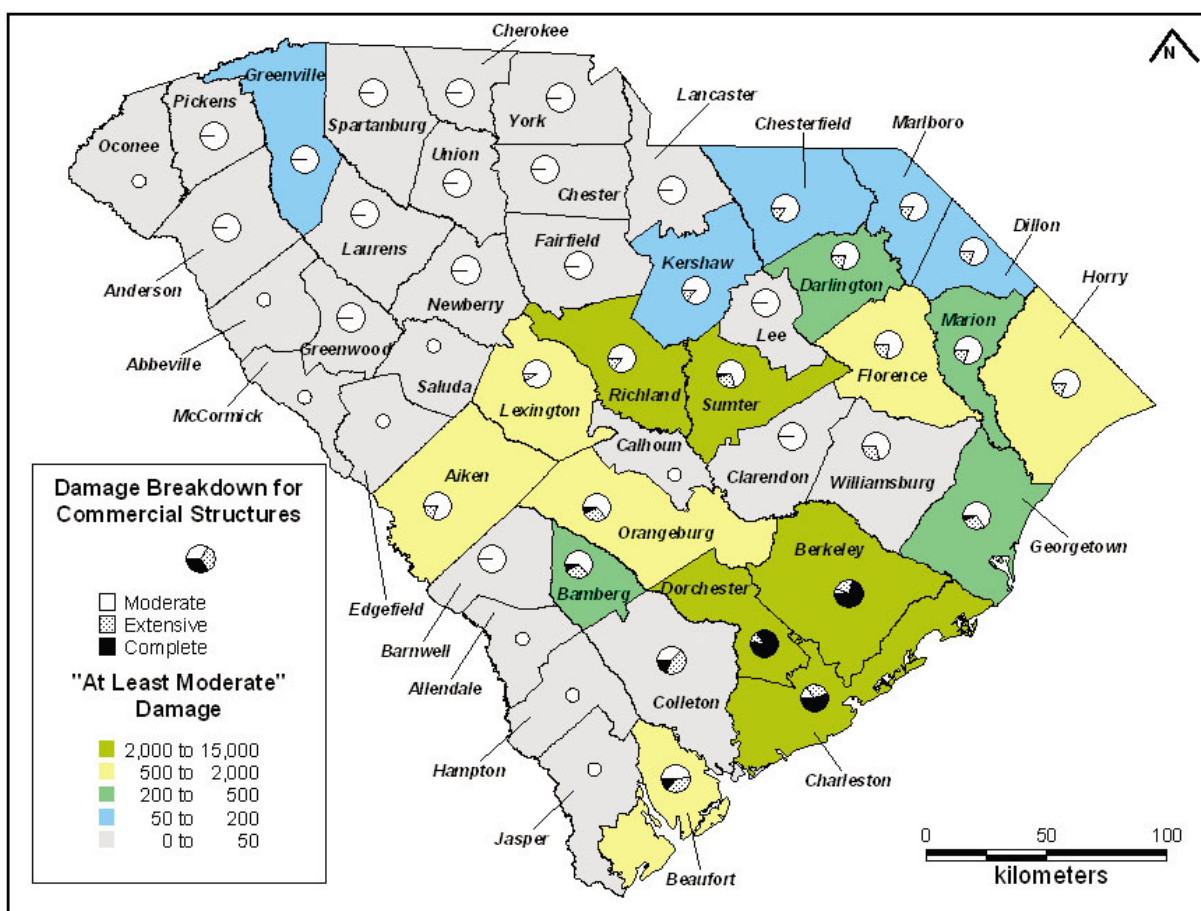 Cherokee
N
Greenville
Pickens
Lancaster
Spartanburg
York
Chesterfield
Marlboro
Oconee
Union
Chester
Laurens
Fairfield
Kershaw
Dillon
Anderson
Newberry
Darlington
Horry
Abbeville
Greenwood
Lee
Marion
McCormick
Saluda
Lexington
Richland
Sumter
Florence
Calhoun
Clarendon
Williamsburg
Aiken
Orangeburg
Berkeley
Georgetown
Edgefield
Bamberg
Dorchester
Barnwell
Allendale
Colleton
Hampton
Charleston
Jasper
Beaufort
Damage Breakdown for
Commercial Structures
Moderate
Extensive
Complete
"At Least Moderate"
Damage
2,000 to 15,000
500 to 2,000
200 to 500
50 to 200
0 to 50
0 50 100
kilometers